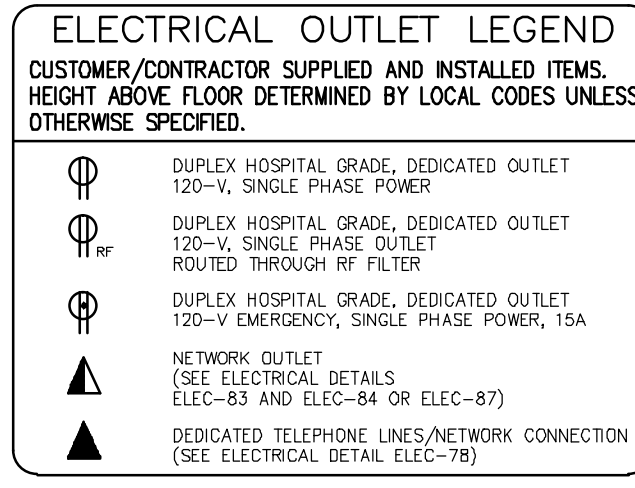 ELECTRICAL OUTLET LEGEND
CUSTOMER/CONTRACTOR SUPPLIED AND INSTALLED ITEMS.
HEIGHT ABOVE FLOOR DETERMINED BY LOCAL CODES UNLESS
OTHERWISE SPECIFIED.
DUPLEX HOSPITAL GRADE, DEDICATED OUTLET
120-V, SINGLE PHASE POWER
RF
DUPLEX HOSPITAL GRADE, DEDICATED OUTLET
120-V, SINGLE PHASE OUTLET
ROUTED THROUGH RF FILTER
DUPLEX HOSPITAL GRADE, DEDICATED OUTLET
120-V EMERGENCY, SINGLE PHASE POWER, 15A
NETWORK OUTLET
(SEE ELECTRICAL DETAILS
ELEC-83 AND ELEC-84 OR ELEC-87)
DEDICATED TELEPHONE LINES/NETWORK CONNECTION
(SEE ELECTRICAL DETAIL ELEC-78)